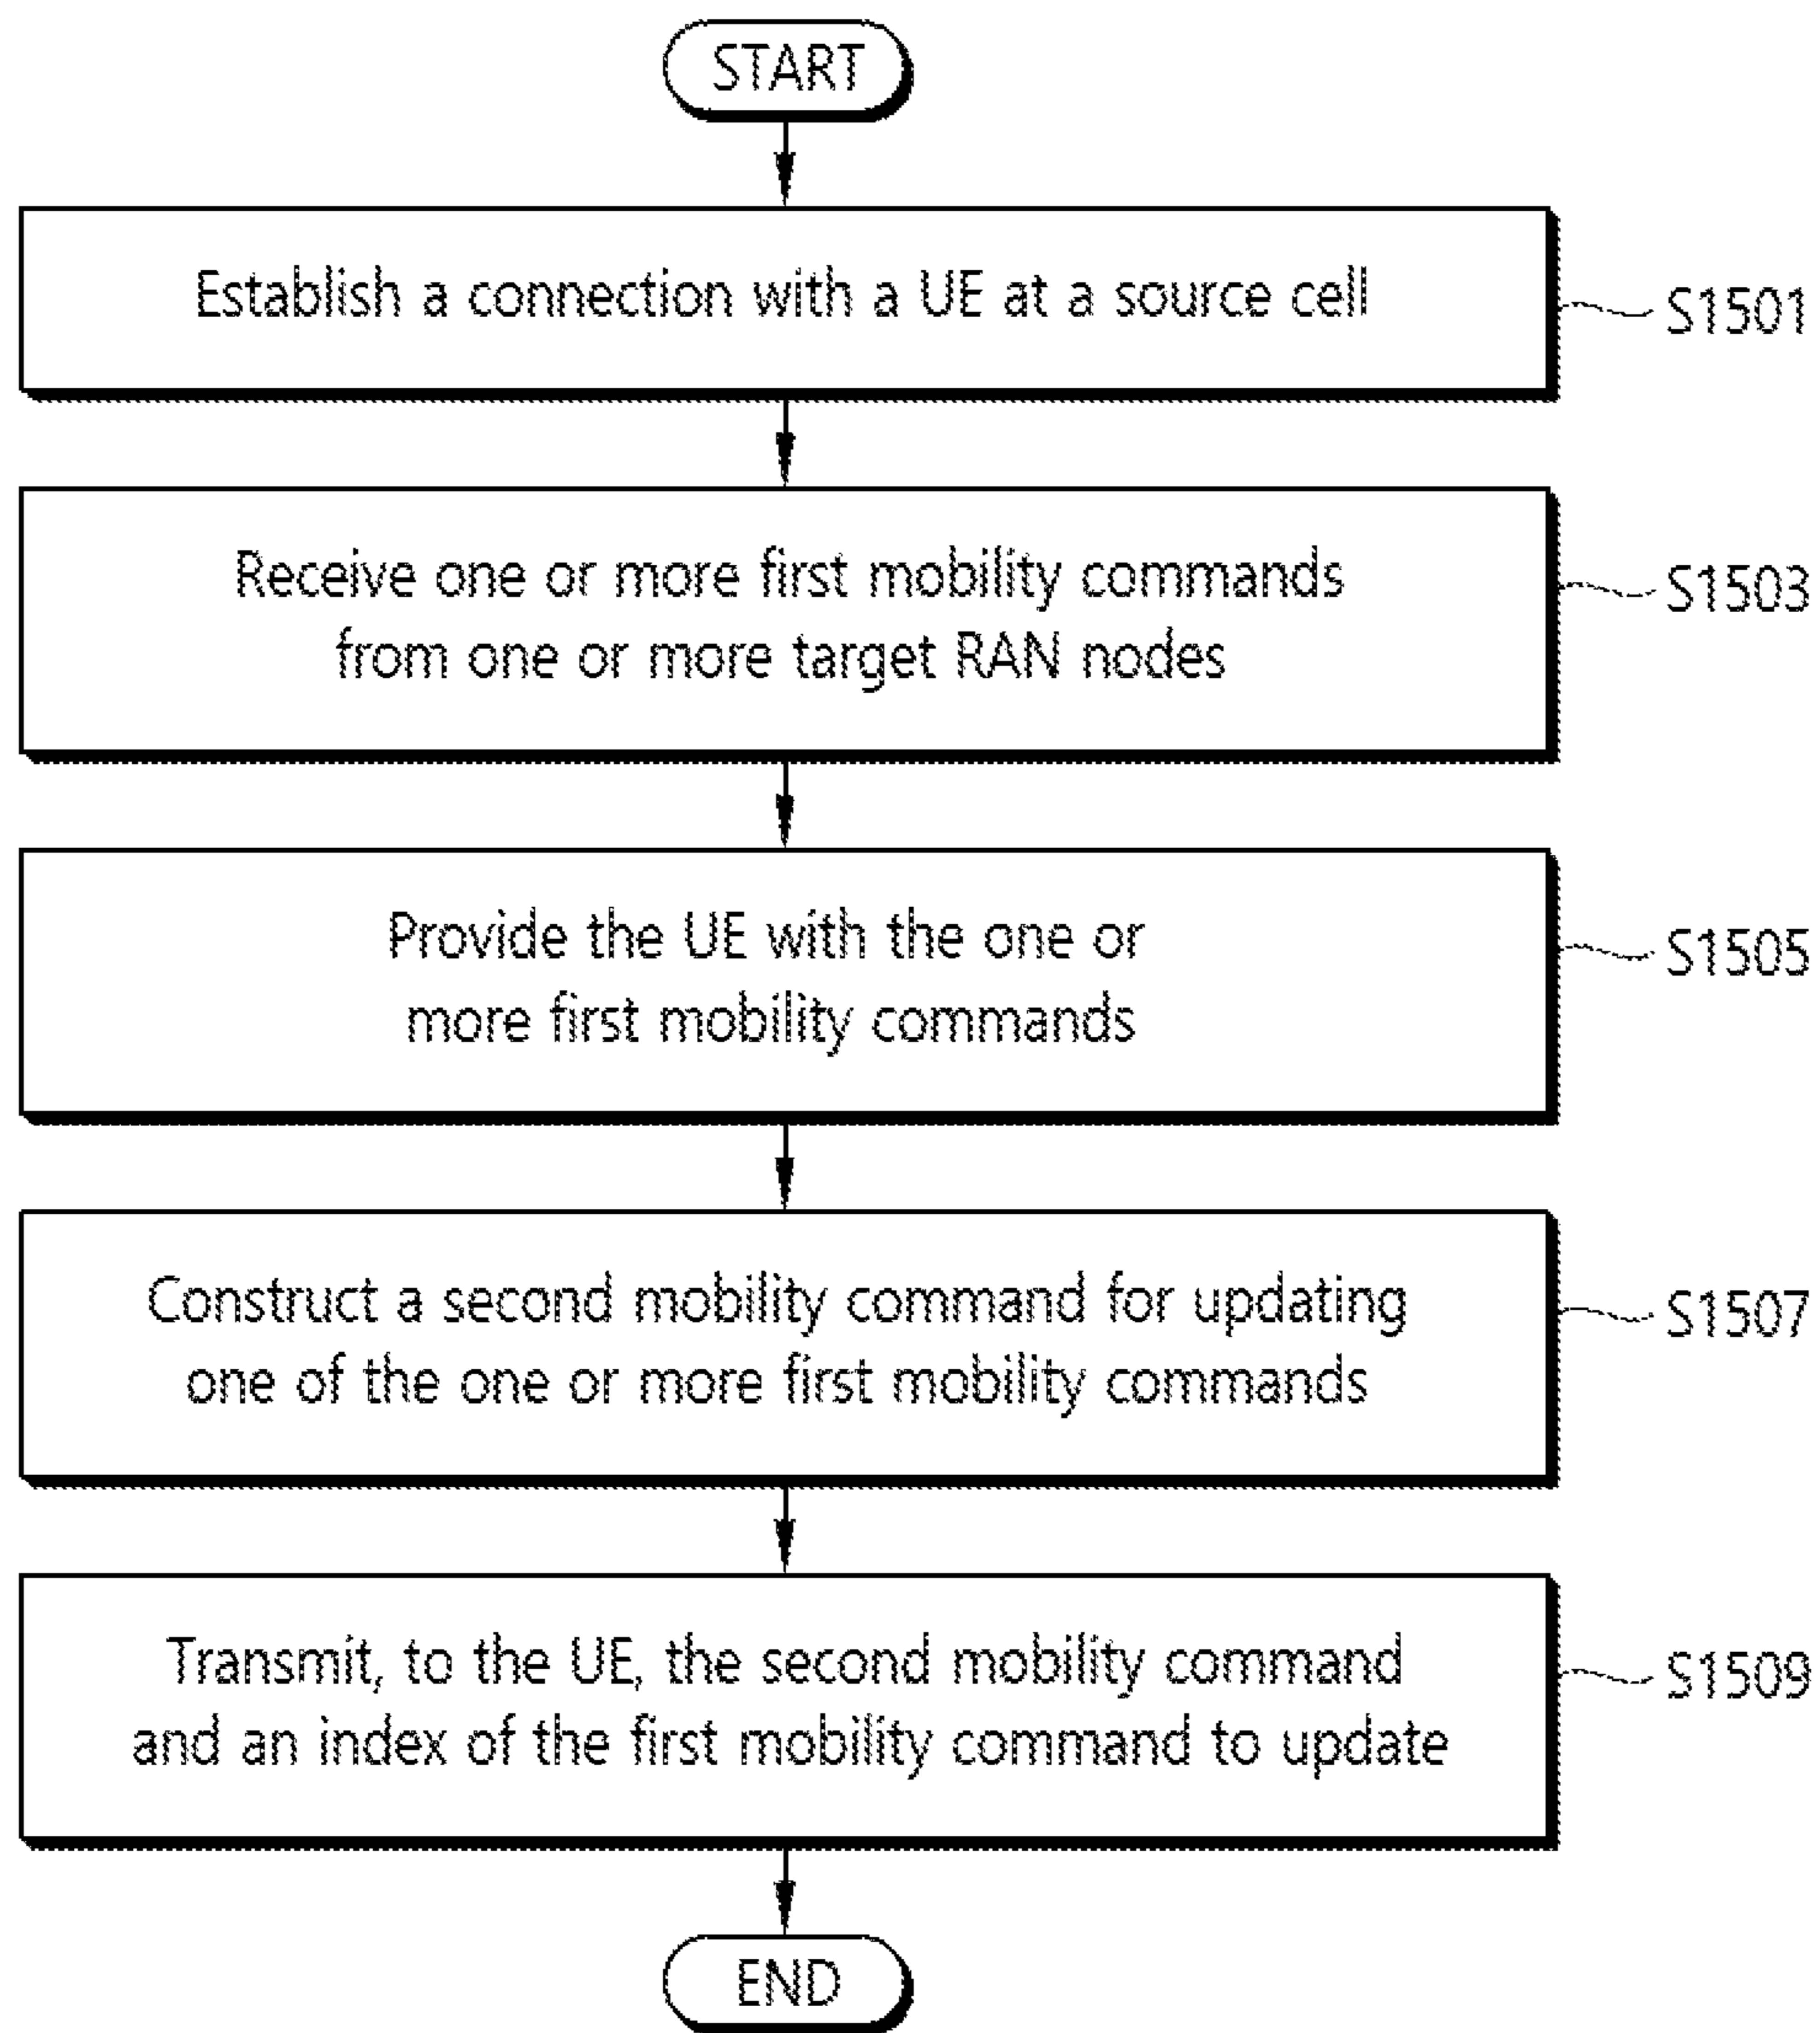 START
Establish a connection with a UE at a source cell
S1501
Receive one or more first mobility commands
from one or more target RAN nodes
S1503
Provide the UE with the one or
more first mobility commands
S1505
Construct a second mobility command for updating
one of the one or more first mobility commands
S1507
Transmit, to the UE, the second mobility command
and an index of the first mobility command to update
S1509
END